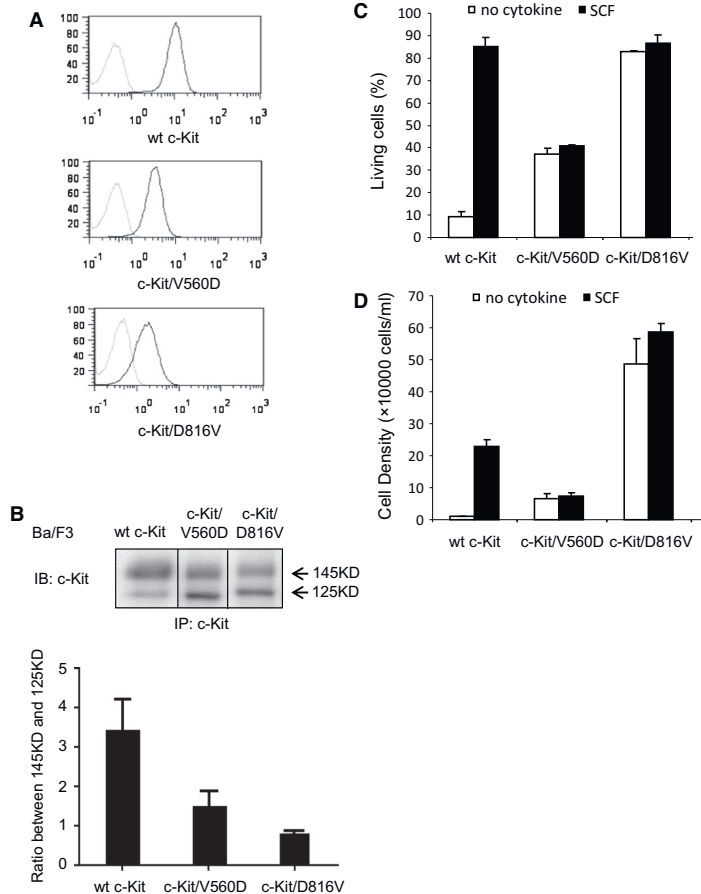 A
100
80
60
40
20
10-1 100 101 102 103
wt c-Kit
100
80
60
40
20
10-1 100 101 102 103
c-Kit/V560D
100
80
60
40
20
10-1 100 101 102 103
c-Kit/D816V
B
Ba/F3
wt c-Kit
c-Kit/
V560D
c-Kit/
D816V
IB: c-Kit
145KD
125KD
IP: c-Kit
Ratio between 145KD and 125KD
5
4
3
2
1
0
wt c-Kit c-Kit/V560D c-Kit/D816V
C
no cytokine SCF
Living cells (%)
100
90
80
70
60
50
40
30
20
10
0
wt c-Kit c-Kit/V560D c-Kit/D816V
D
no cytokine SCF
Cell Density (×10000 cells/ml)
70
60
50
40
30
20
10
0
wt c-Kit c-Kit/V560D c-Kit/D816V